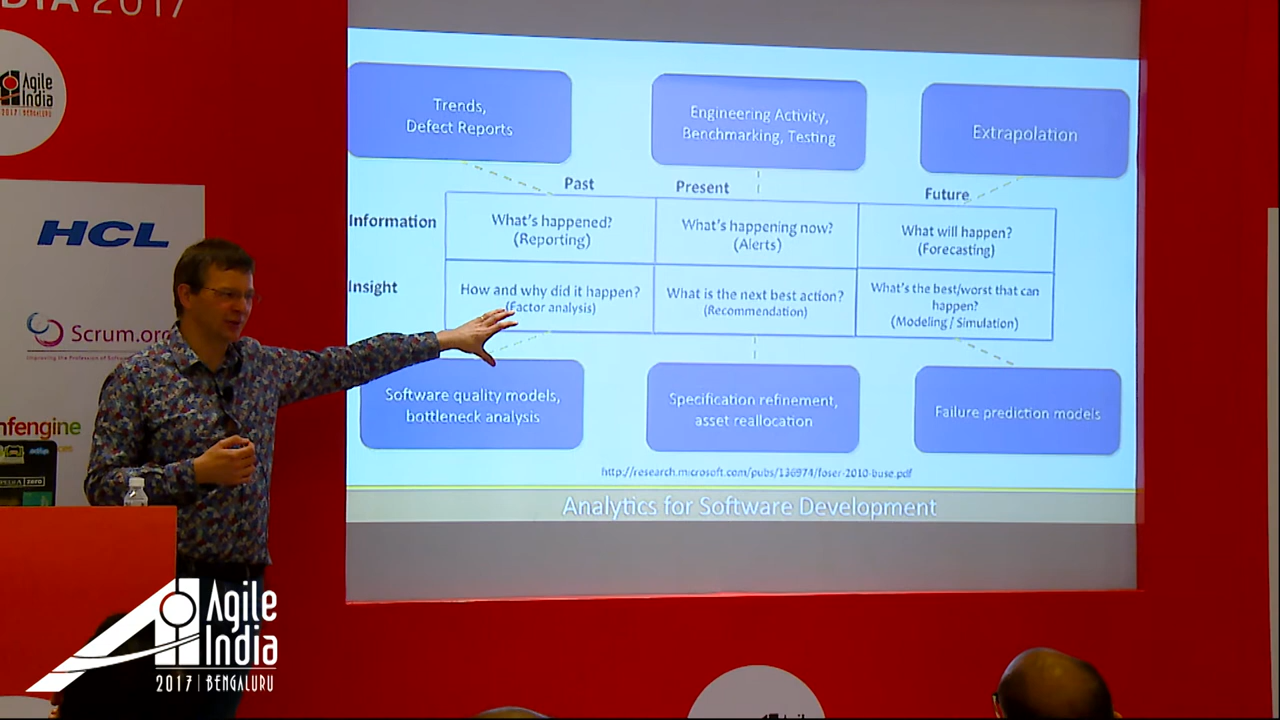 DIA 2017
Agile
India
2017 | BENGALURU
HCL
Scrum.org
nfengine
zero
Trends,
Defect Reports
Engineering Activity,
Benchmarking, Testing
Extrapolation
Past
Present
Future
Information
What's happened?
(Reporting)
What's happening now?
(Alerts)
What will happen?
(Forecasting)
Insight
How and why did it happen?
(Factor analysis)
What is the next best action?
(Recommendation)
What's the best/worst that can
happen?
(Modeling / Simulation)
Software quality models,
bottleneck analysis
Specification refinement,
asset reallocation
Failure prediction models
http://research.microsoft.com/pubs/136974/foser-2010-buse.pdf
Analytics for Software Development
Agile
India
2017 | BENGALURU
Agile